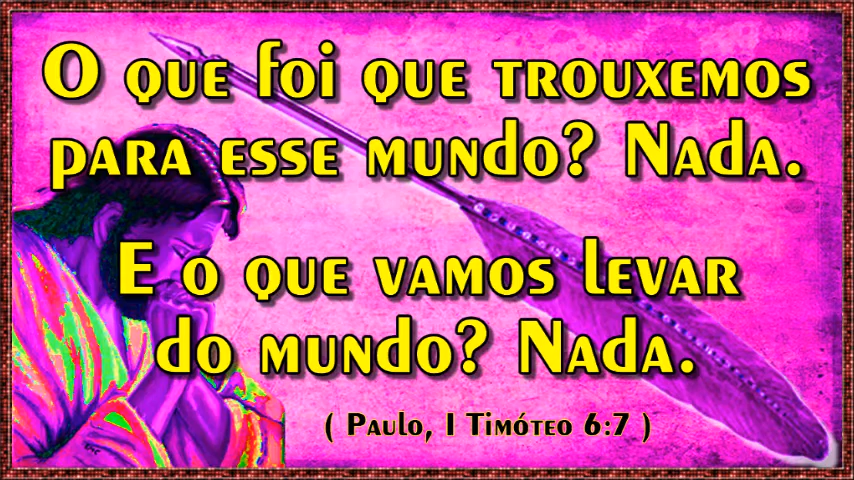 O que foi que trouxemos
para esse mundo? Nada.
E o que vamos levar
do mundo? Nada.
( Paulo, I Timóteo 6:7 )